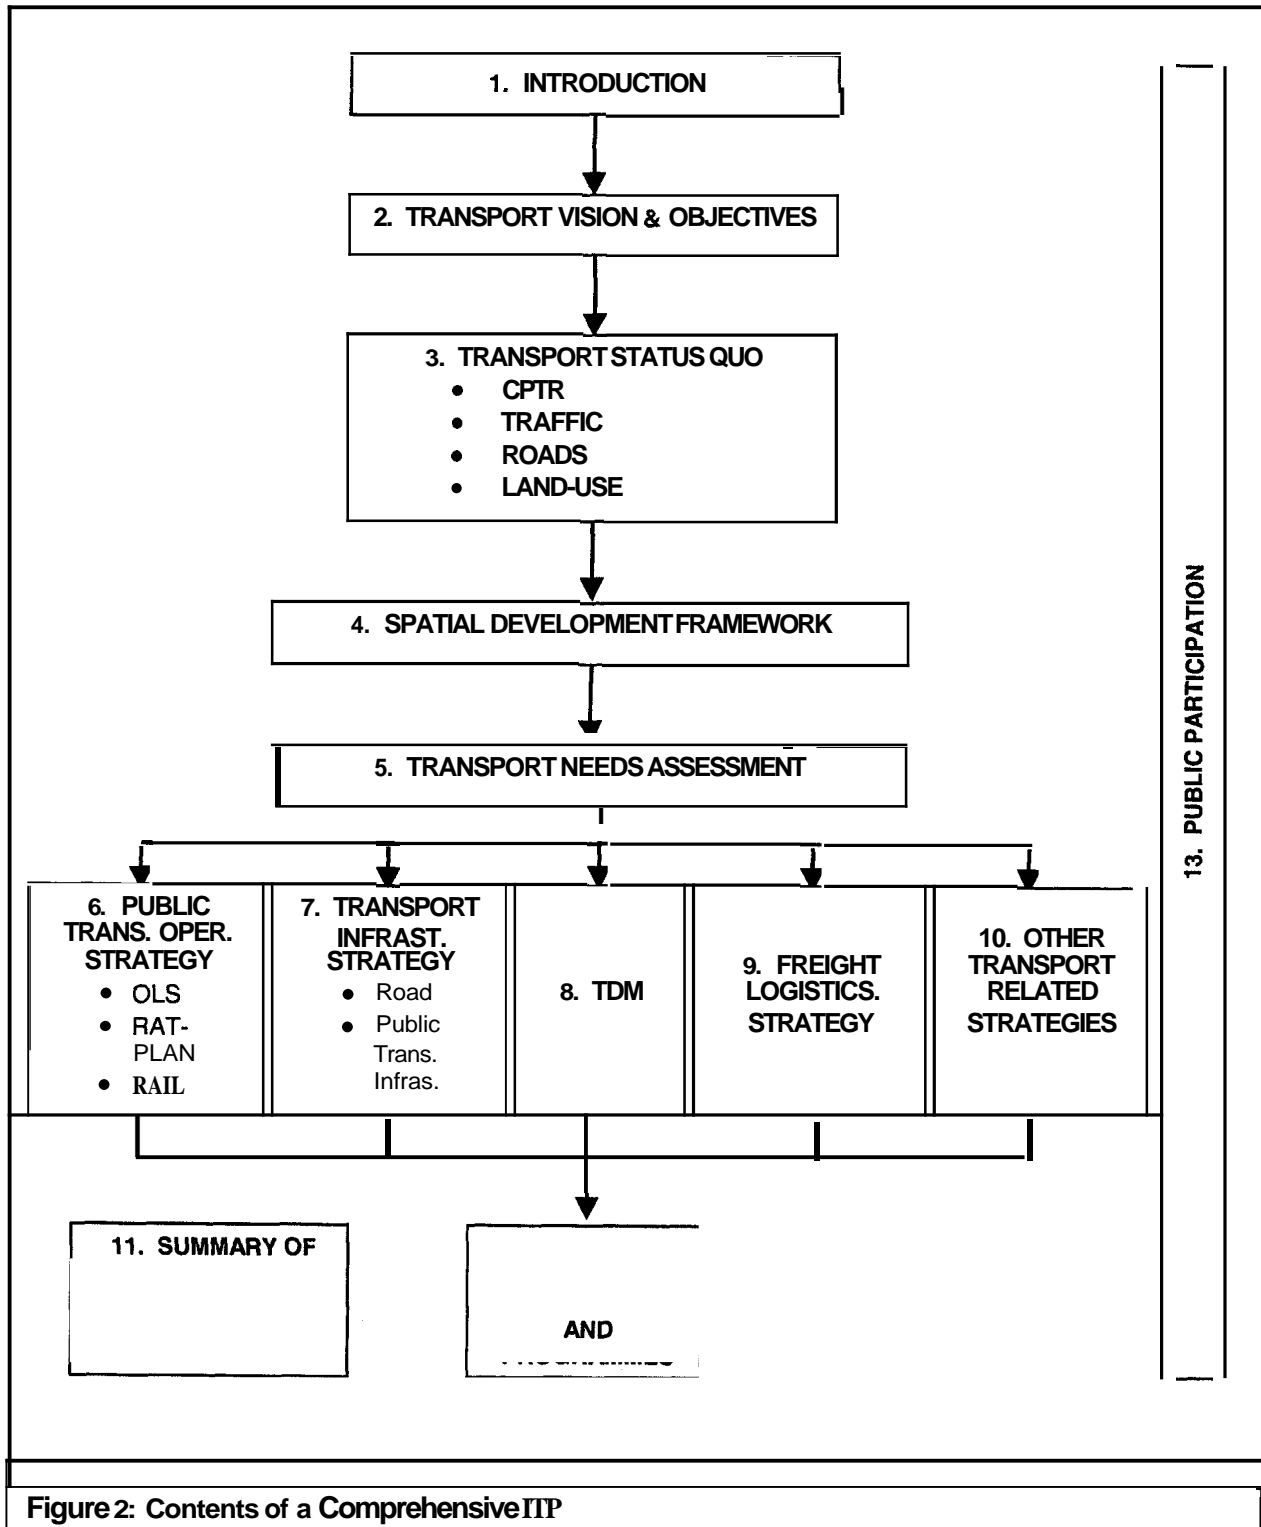 1. INTRODUCTION
2. TRANSPORT VISION & OBJECTIVES
3. TRANSPORT STATUS QUO
• CPTR
• TRAFFIC
• ROADS
• LAND-USE
4. SPATIAL DEVELOPMENT FRAMEWORK
5. TRANSPORT NEEDS ASSESSMENT
6. PUBLIC
TRANS. OPER.
STRATEGY
• OLS
• RAT-
PLAN
• RAIL
7. TRANSPORT
INFRAST.
STRATEGY
• Road
• Public
Trans.
Infras.
8. TDM
9. FREIGHT
LOGISTICS.
STRATEGY
10. OTHER
TRANSPORT
RELATED
STRATEGIES
11. SUMMARY OF
AND
13. PUBLIC PARTICIPATION
Figure 2: Contents of a Comprehensive ITP